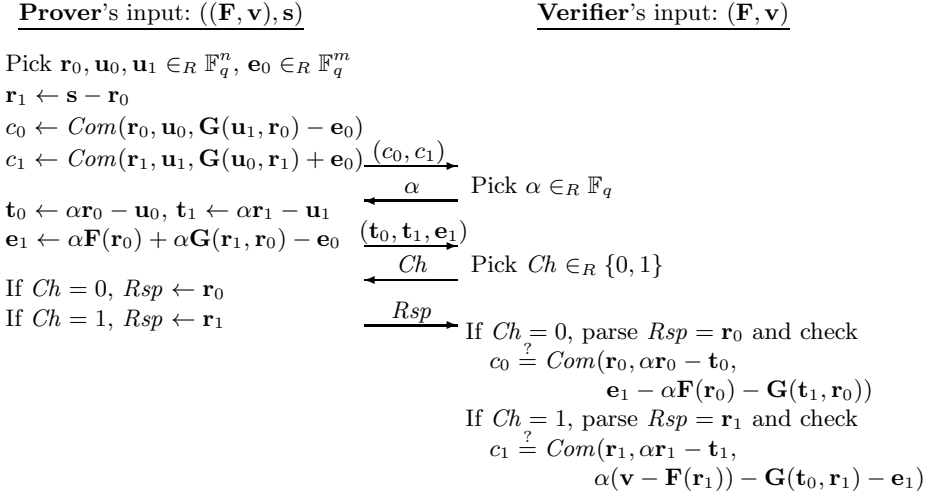 Prover's input: ((F, v), s)
Verifier's input: (F, v)
Pick r₀, u₀, u₁ ∈_R 𝔽_q^n, e₀ ∈_R 𝔽_q^m
r₁ ← s − r₀
c₀ ← Com(r₀, u₀, G(u₁, r₀) − e₀)
c₁ ← Com(r₁, u₁, G(u₀, r₁) + e₀)
(c₀, c₁)
α
Pick α ∈_R 𝔽_q
t₀ ← αr₀ − u₀, t₁ ← αr₁ − u₁
e₁ ← αF(r₀) + αG(r₁, r₀) − e₀
(t₀, t₁, e₁)
Ch
Pick Ch ∈_R {0, 1}
If Ch = 0, Rsp ← r₀
If Ch = 1, Rsp ← r₁
Rsp
If Ch = 0, parse Rsp = r₀ and check
c₀ ≟ Com(r₀, αr₀ − t₀,
e₁ − αF(r₀) − G(t₁, r₀))
If Ch = 1, parse Rsp = r₁ and check
c₁ ≟ Com(r₁, αr₁ − t₁,
α(v − F(r₁)) − G(t₀, r₁) − e₁)